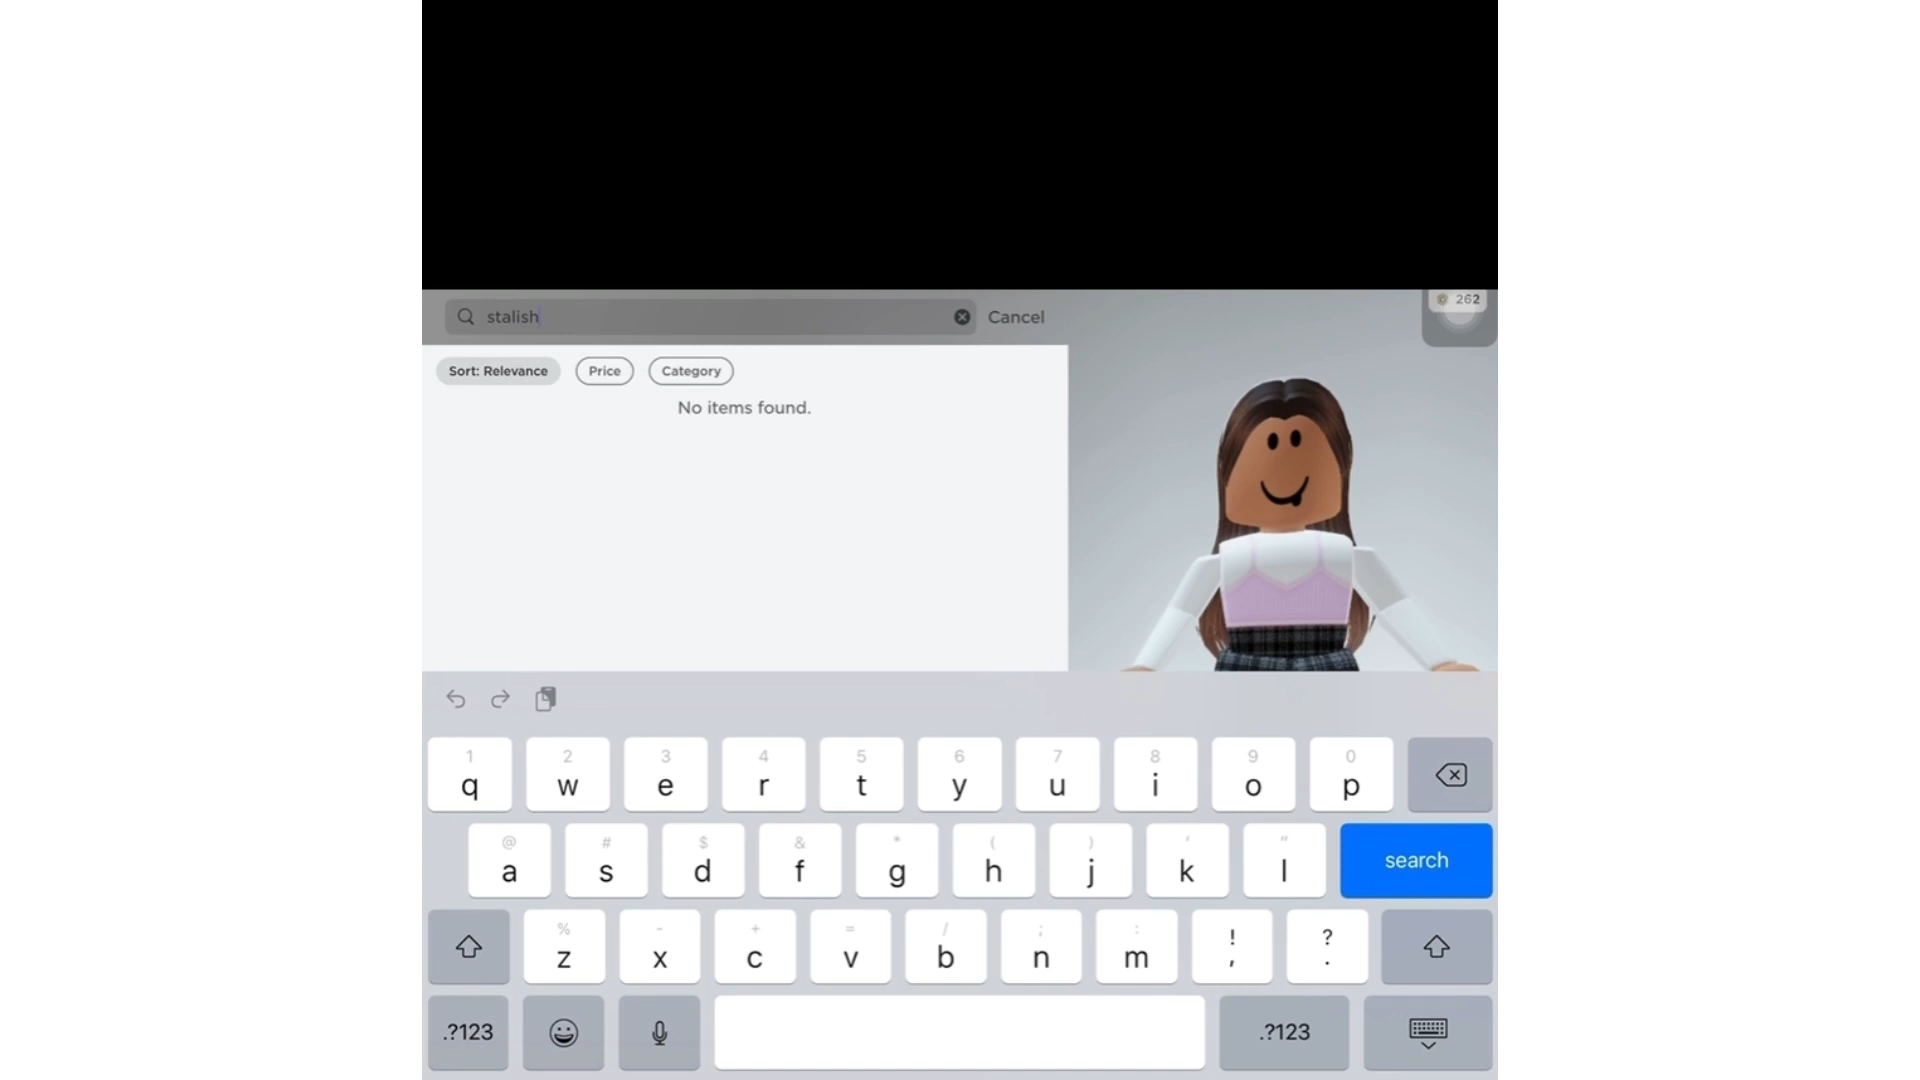 262
stalish
Cancel
Sort: Relevance Price Category
No items found.
1 2 3 4 5 6 7 8 9 0
q w e r t y u i o p
@ # $ & * ( ) ' "
a s d f g h j k l search
% - + = / ; : ! ?
z x c v b n m , .
.?123 .?123